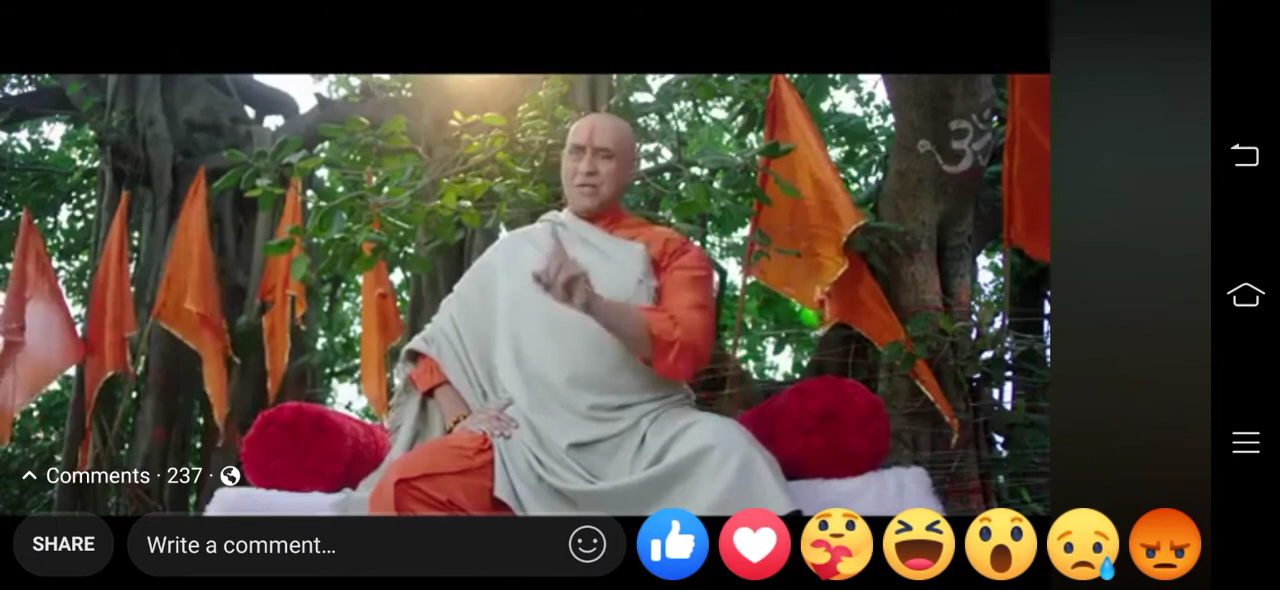 ॐ
Comments · 237 ·
SHARE
Write a comment...